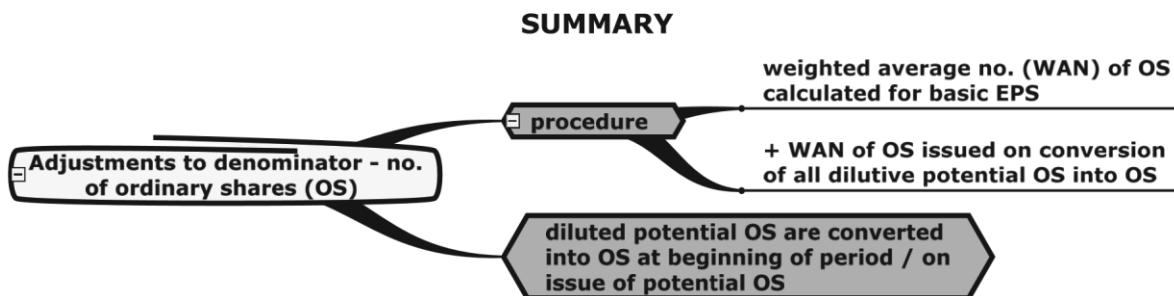 SUMMARY
weighted average no. (WAN) of OS
calculated for basic EPS
procedure
+ WAN of OS issued on conversion
of all dilutive potential OS into OS
Adjustments to denominator - no.
of ordinary shares (OS)
diluted potential OS are converted
into OS at beginning of period / on
issue of potential OS